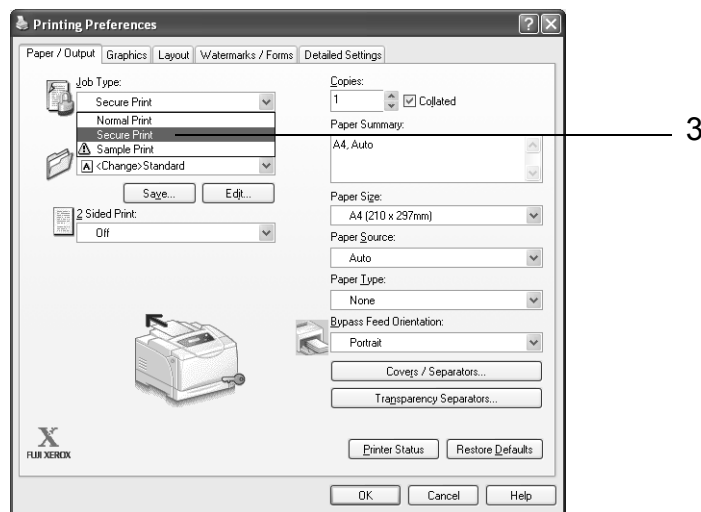 Printing Preferences
Paper / Output Graphics Layout Watermarks / Forms Detailed Settings
Job Type:
Secure Print
Normal Print
Secure Print
Sample Print
<Change>Standard
Save... Edit...
2 Sided Print:
Off
Copies:
1 Collated
Paper Summary:
A4, Auto
Paper Size:
A4 (210 x 297mm)
Paper Source:
Auto
Paper Type:
None
Bypass Feed Orientation:
Portrait
Covers / Separators...
Transparency Separators...
X
FUJI XEROX
Printer Status Restore Defaults
OK Cancel Help
3